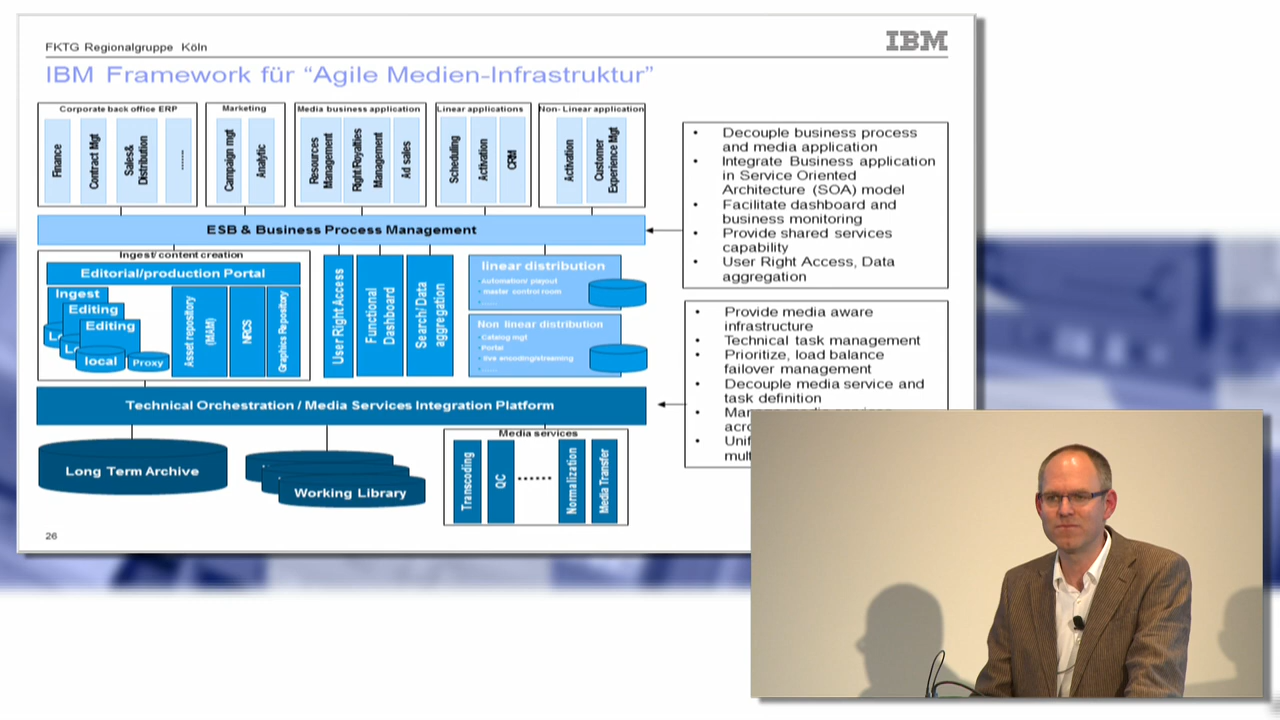 FKTG Regionalgruppe Köln
IBM
IBM Framework für “Agile Medien-Infrastruktur”
Corporate back office ERP
Finance
Contract Mgt
Sales&
Distribution
.......
Marketing
Campaign mgt
Analytic
Media business application
Resources
Management
Right/Royalties
Management
Ad sales
Linear applications
Scheduling
Activation
CRM
Non- Linear application
Activation
Customer
Experience Mgt
ESB & Business Process Management
Ingest/ content creation
Editorial/production Portal
Ingest
Editing
Editing
local
Proxy
Asset repository
(MAM)
NRCS
Graphics Repository
User Right Access
Functional
Dashboard
Search/Data
aggregation
linear distribution
Automation/ playout
master control room
......
Non linear distribution
Catalog mgt
Portal
live encoding/streaming
......
Technical Orchestration / Media Services Integration Platform
Long Term Archive
Working Library
Media services
Transcoding
QC
......
Normalization
Media Transfer
• Decouple business process
and media application
• Integrate Business application
in Service Oriented
Architecture (SOA) model
• Facilitate dashboard and
business monitoring
• Provide shared services
capability
• User Right Access, Data
aggregation
• Provide media aware
infrastructure
• Technical task management
• Prioritize, load balance
failover management
• Decouple media service and
task definition
26